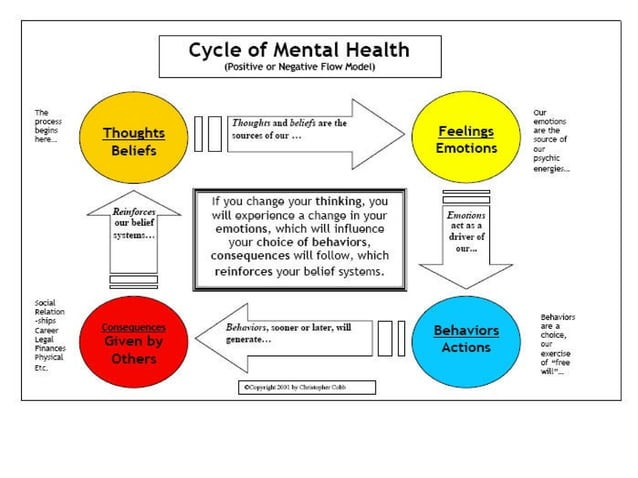 Cycle of Mental Health
(Positive or Negative Flow Model)
The
process
begins
here...
Thoughts
Beliefs
Thoughts and beliefs are the
sources of our ...
Feelings
Emotions
Our
emotions
are the
source of
our
psychic
energies...
Reinforces
our belief
systems...
If you change your thinking, you
will experience a change in your
emotions, which will influence
your choice of behaviors,
consequences will follow, which
reinforces your belief systems.
Emotions
act as a
driver of
our...
Social
Relation
-ships
Career
Legal
Finances
Physical
Etc.
Consequences
Given by
Others
Behaviors, sooner or later, will
generate...
Behaviors
Actions
Behaviors
are a
choice,
our
exercise
of "free
will"...
©Copyright 2001 by Christopher Cobb